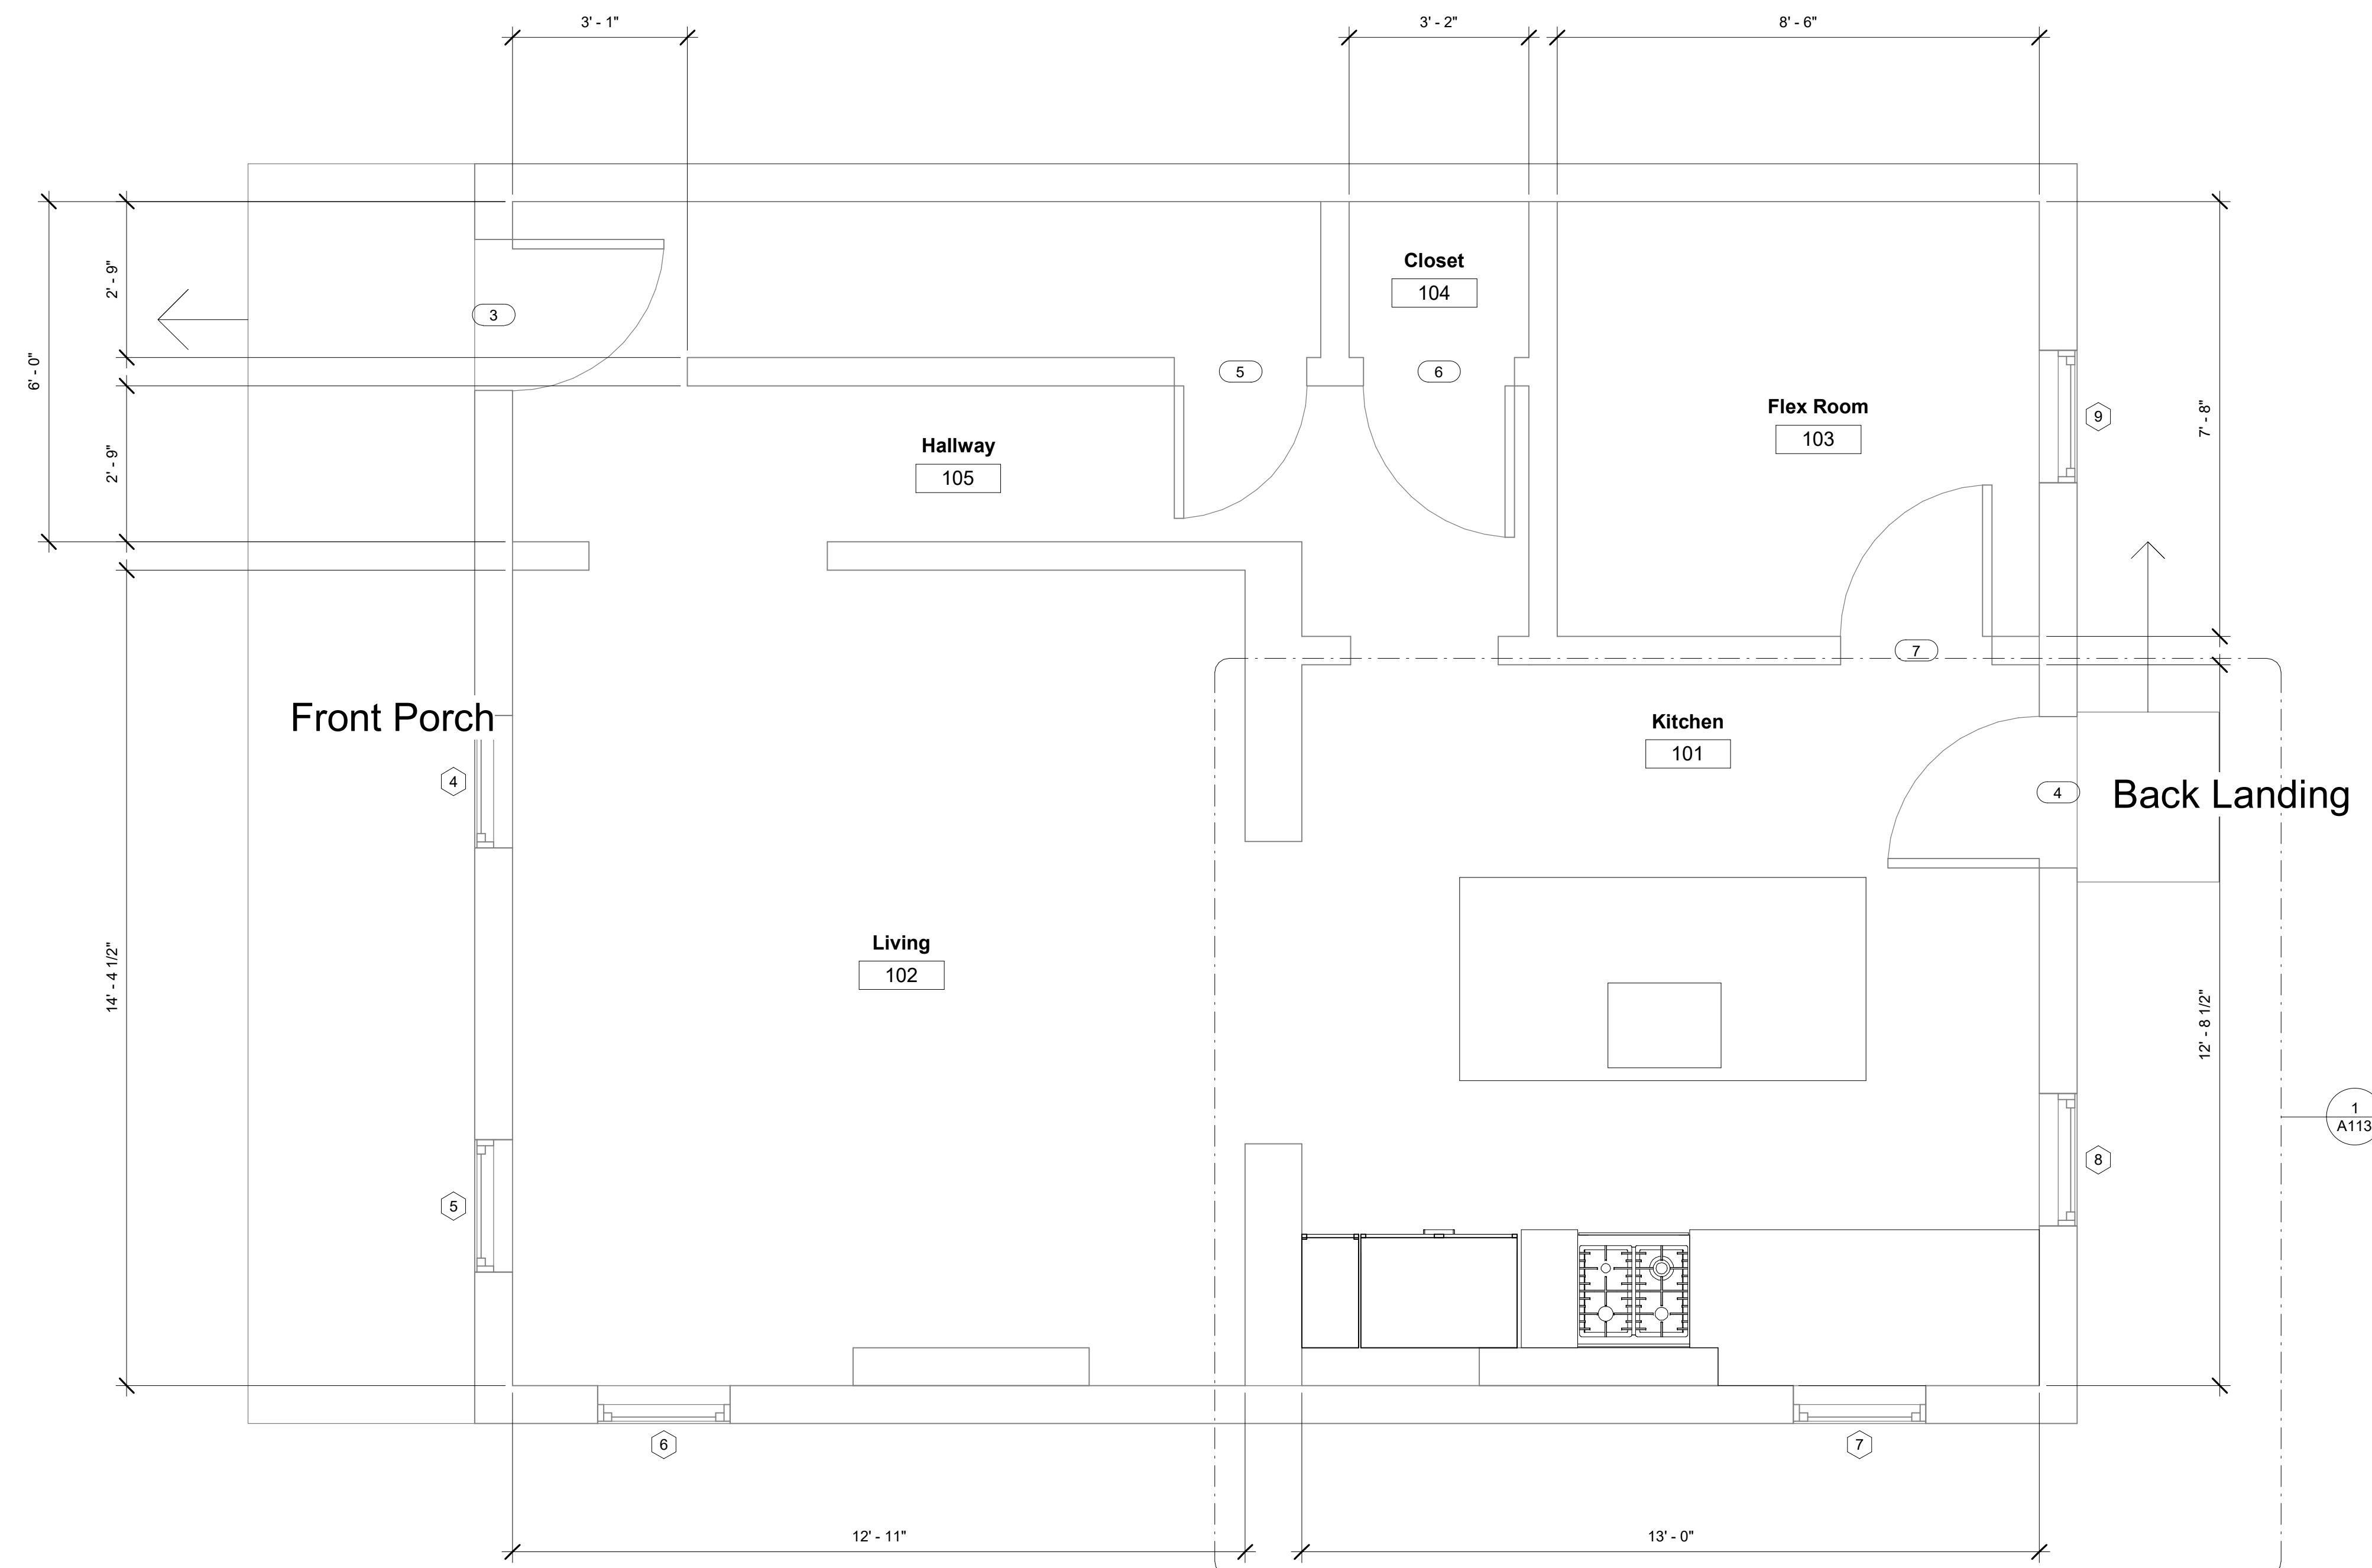 3' - 1"
3' - 2"
8' - 6"
2' - 9"
6' - 0"
2' - 9"
14' - 4 1/2"
7' - 8"
12' - 8 1/2"
3
Closet
104
5
6
Flex Room
103
9
Hallway
105
7
Front Porch
Kitchen
101
4
4
Back Landing
Living
102
1
A113
8
5
6
7
12' - 11"
13' - 0"